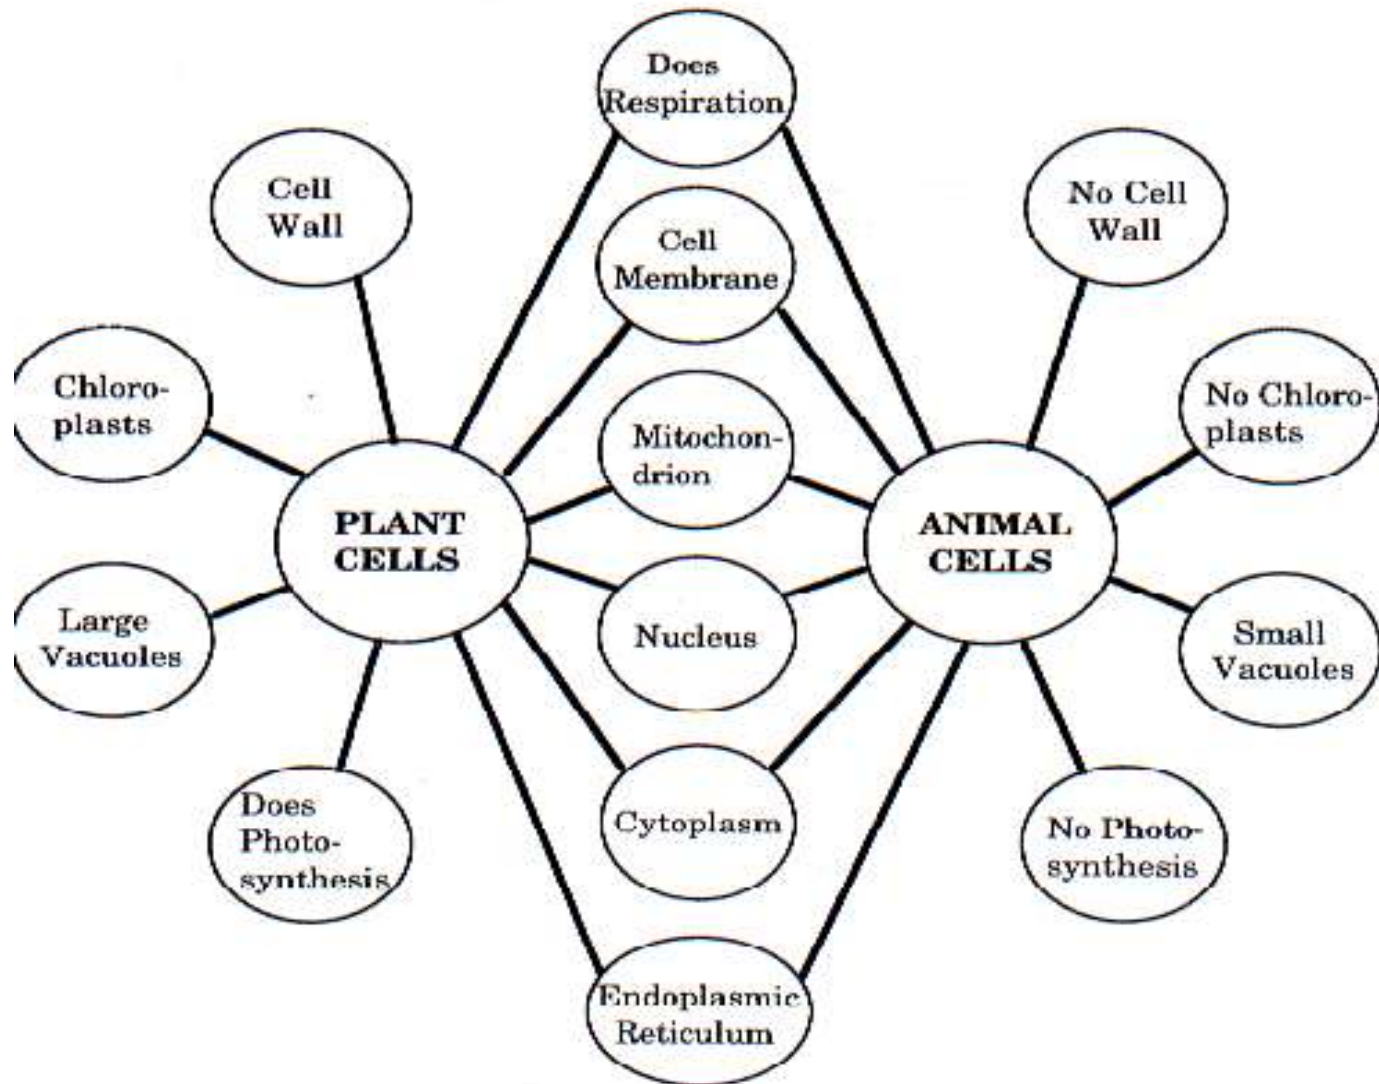 Does
Respiration
Cell
Wall
No Cell
Wall
Cell
Membrane
Chloro-
plasts
No Chloro-
plasts
Mitochon-
drion
PLANT
CELLS
ANIMAL
CELLS
Large
Vacuoles
Nucleus
Small
Vacuoles
Does
Photo-
synthesis
Cytoplasm
No Photo-
synthesis
Endoplasmic
Reticulum